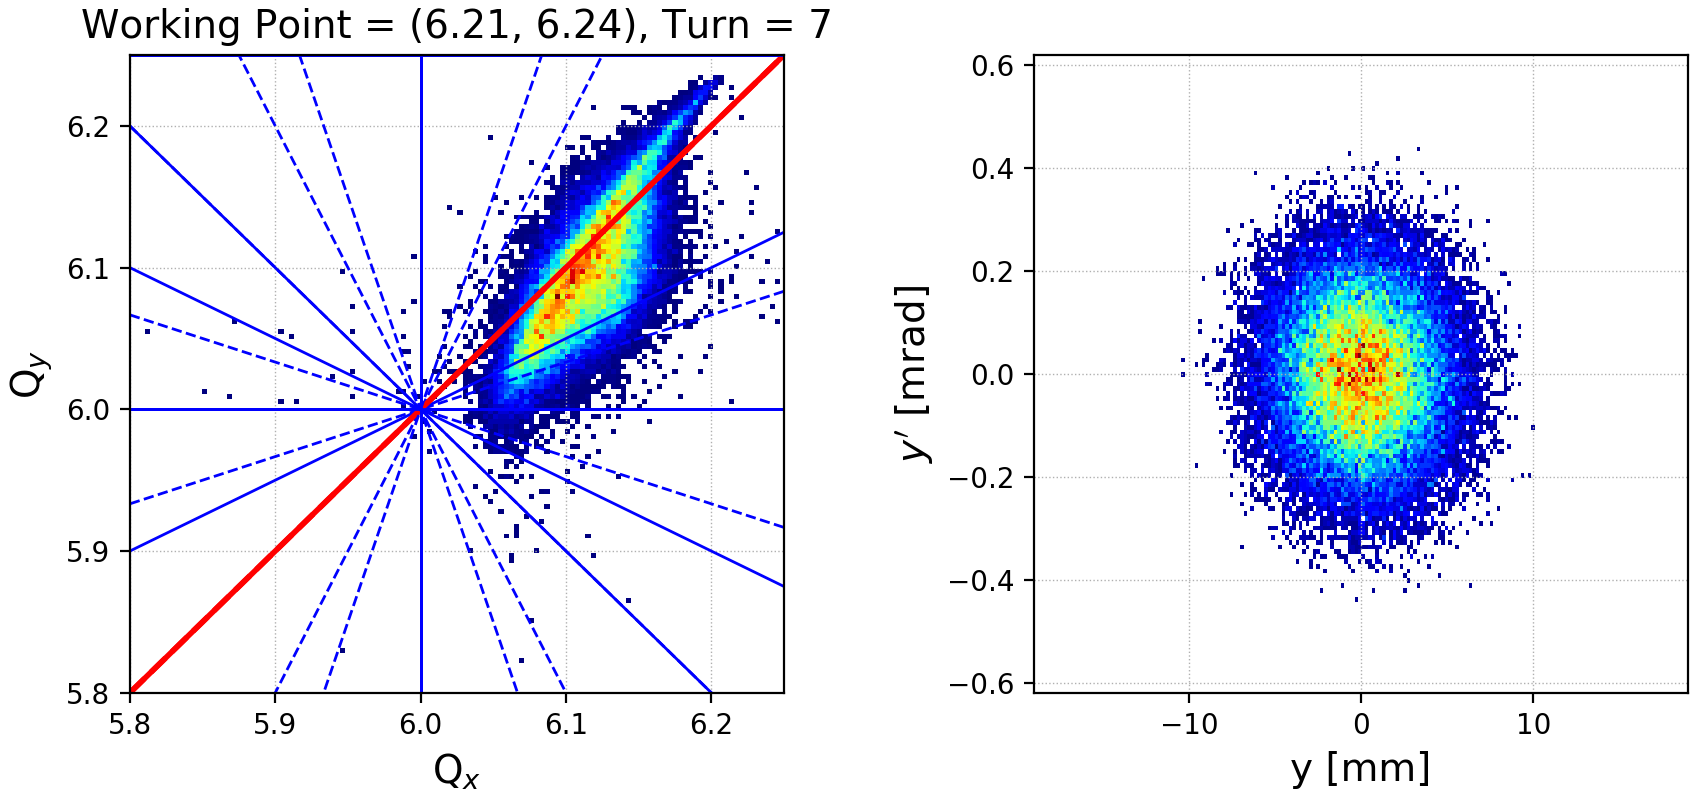 Working Point = (6.21, 6.24), Turn = 7
6.2
6.1
6.0
5.9
5.8
Qy
5.8 5.9 6.0 6.1 6.2
Qx
0.6
0.4
0.2
0.0
−0.2
−0.4
−0.6
y′ [mrad]
−10 0 10
y [mm]